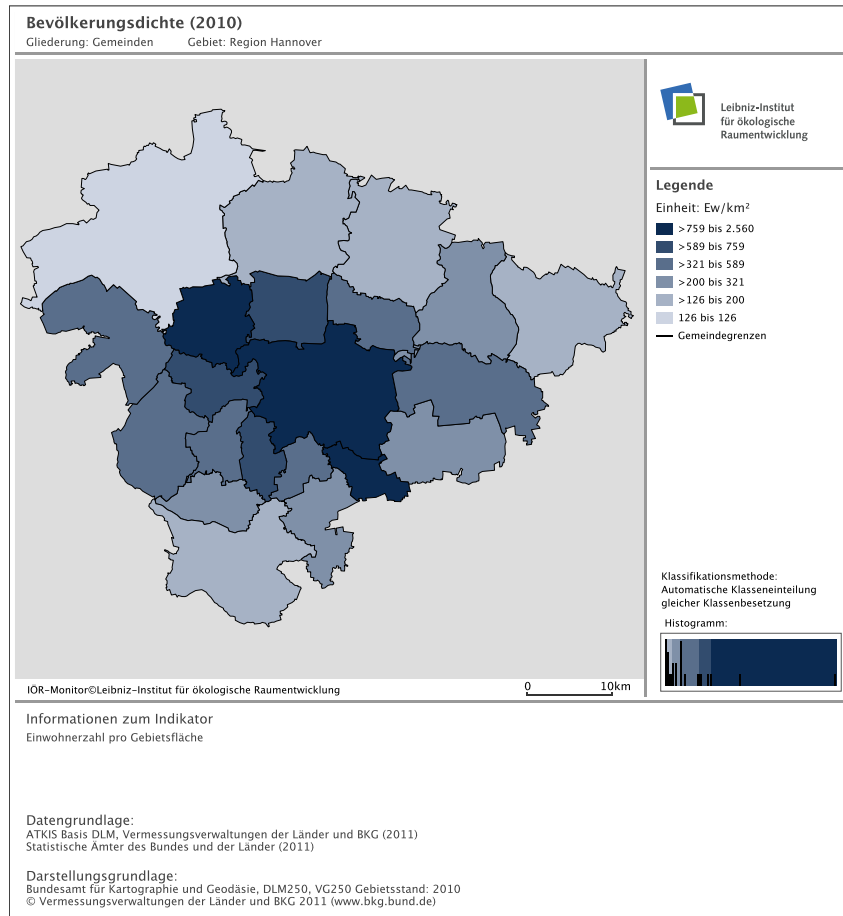 Bevölkerungsdichte (2010)
Gliederung: Gemeinden Gebiet: Region Hannover
Leibniz-Institut
für ökologische
Raumentwicklung
Legende
Einheit: Ew/km²
>759 bis 2.560
>589 bis 759
>321 bis 589
>200 bis 321
>126 bis 200
126 bis 126
Gemeindegrenzen
Klassifikationsmethode:
Automatische Klasseneinteilung
gleicher Klassenbesetzung
Histogramm:
IÖR-Monitor©Leibniz-Institut für ökologische Raumentwicklung
0 10km
Informationen zum Indikator
Einwohnerzahl pro Gebietsfläche
Datengrundlage:
ATKIS Basis DLM, Vermessungsverwaltungen der Länder und BKG (2011)
Statistische Ämter des Bundes und der Länder (2011)
Darstellungsgrundlage:
Bundesamt für Kartographie und Geodäsie, DLM250, VG250 Gebietsstand: 2010
© Vermessungsverwaltungen der Länder und BKG 2011 (www.bkg.bund.de)